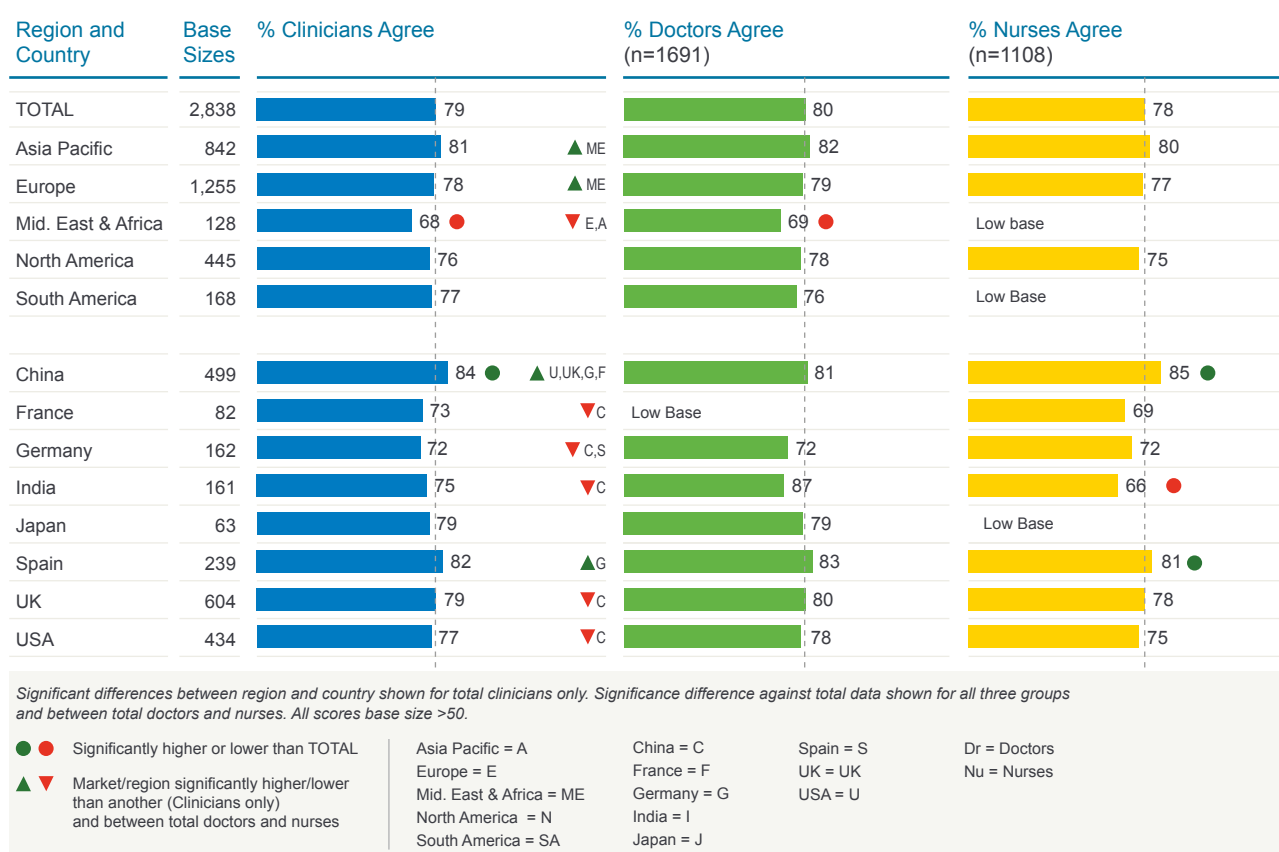 Region and Country Base Sizes % Clinicians Agree % Doctors Agree (n=1691) % Nurses Agree (n=1108)
TOTAL 2,838 79 80 78
Asia Pacific 842 81 ▲ ME 82 80
Europe 1,255 78 ▲ ME 79 77
Mid. East & Africa 128 68 ▼ E,A 69 Low base
North America 445 76 78 75
South America 168 77 76 Low Base
China 499 84 ▲ U,UK,G,F 81 85
France 82 73 ▼C Low Base 69
Germany 162 72 ▼ C,S 72 72
India 161 75 ▼C 87 66
Japan 63 79 79 Low Base
Spain 239 82 ▲G 83 81
UK 604 79 ▼C 80 78
USA 434 77 ▼C 78 75
Significant differences between region and country shown for total clinicians only. Significance difference against total data shown for all three groups
and between total doctors and nurses. All scores base size >50.
Significantly higher or lower than TOTAL
Market/region significantly higher/lower
than another (Clinicians only)
and between total doctors and nurses
Asia Pacific = A
Europe = E
Mid. East & Africa = ME
North America = N
South America = SA
China = C
France = F
Germany = G
India = I
Japan = J
Spain = S
UK = UK
USA = U
Dr = Doctors
Nu = Nurses